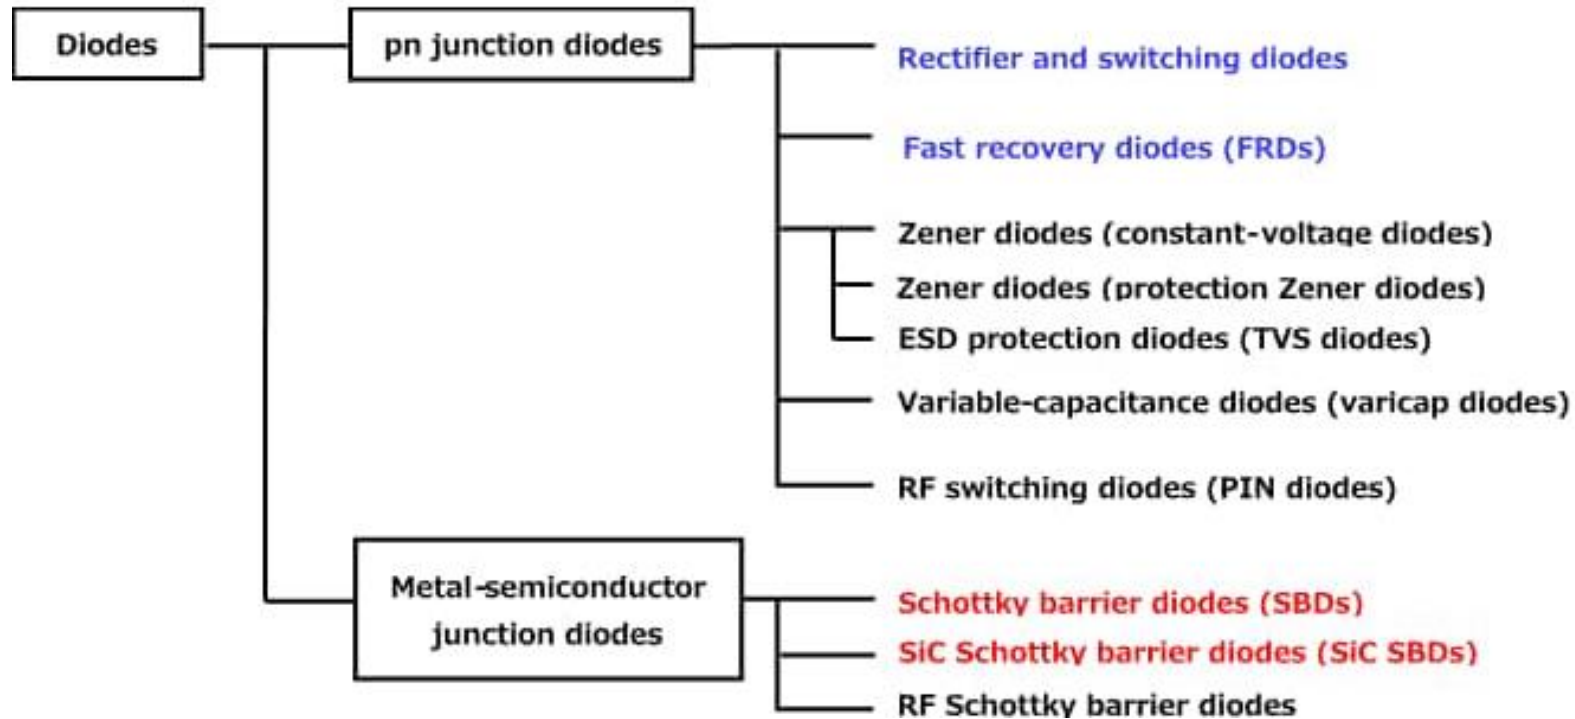 Diodes
pn junction diodes
Rectifier and switching diodes
Fast recovery diodes (FRDs)
Zener diodes (constant-voltage diodes)
Zener diodes (protection Zener diodes)
ESD protection diodes (TVS diodes)
Variable-capacitance diodes (varicap diodes)
RF switching diodes (PIN diodes)
Metal-semiconductor
junction diodes
Schottky barrier diodes (SBDs)
SiC Schottky barrier diodes (SiC SBDs)
RF Schottky barrier diodes